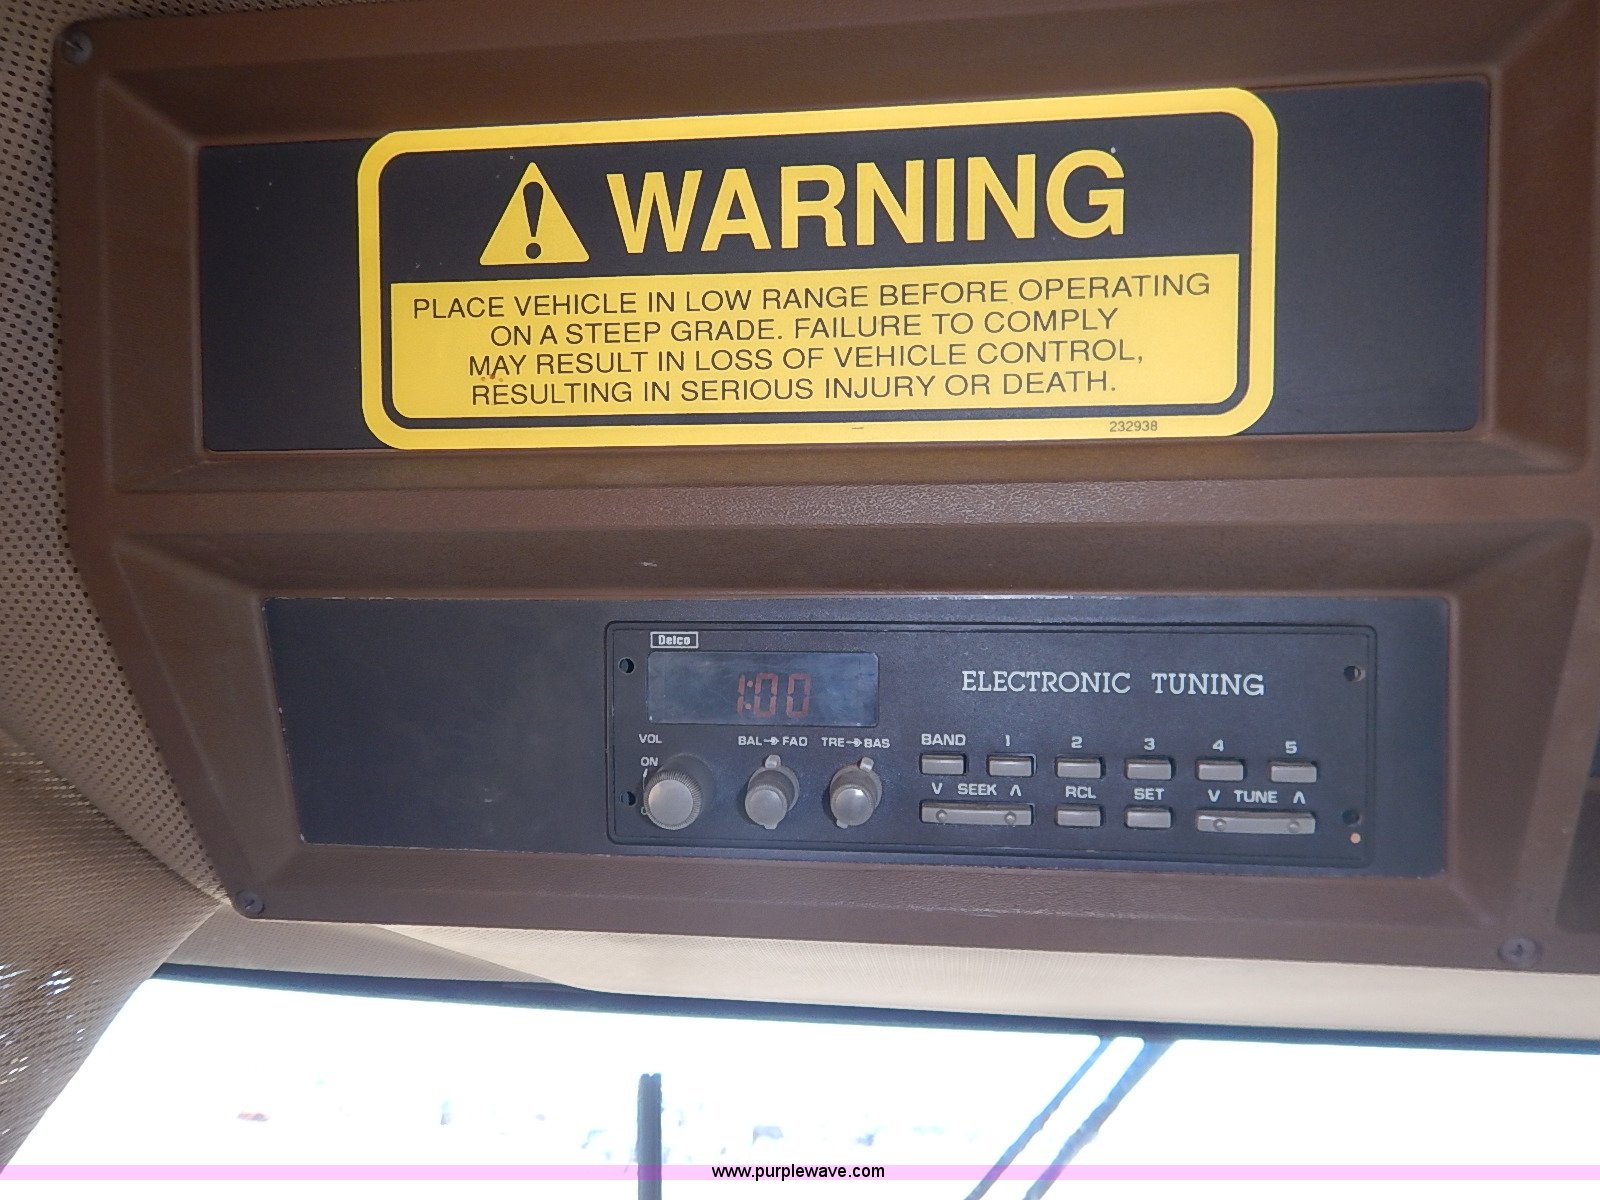 WARNING
PLACE VEHICLE IN LOW RANGE BEFORE OPERATING
ON A STEEP GRADE. FAILURE TO COMPLY
MAY RESULT IN LOSS OF VEHICLE CONTROL,
RESULTING IN SERIOUS INJURY OR DEATH.
232938
Delco
1:00
ELECTRONIC TUNING
VOL
BAL FAD TRE BAS
BAND 1 2 3 4 5
ON
V SEEK Λ RCL SET V TUNE Λ
www.purplewave.com